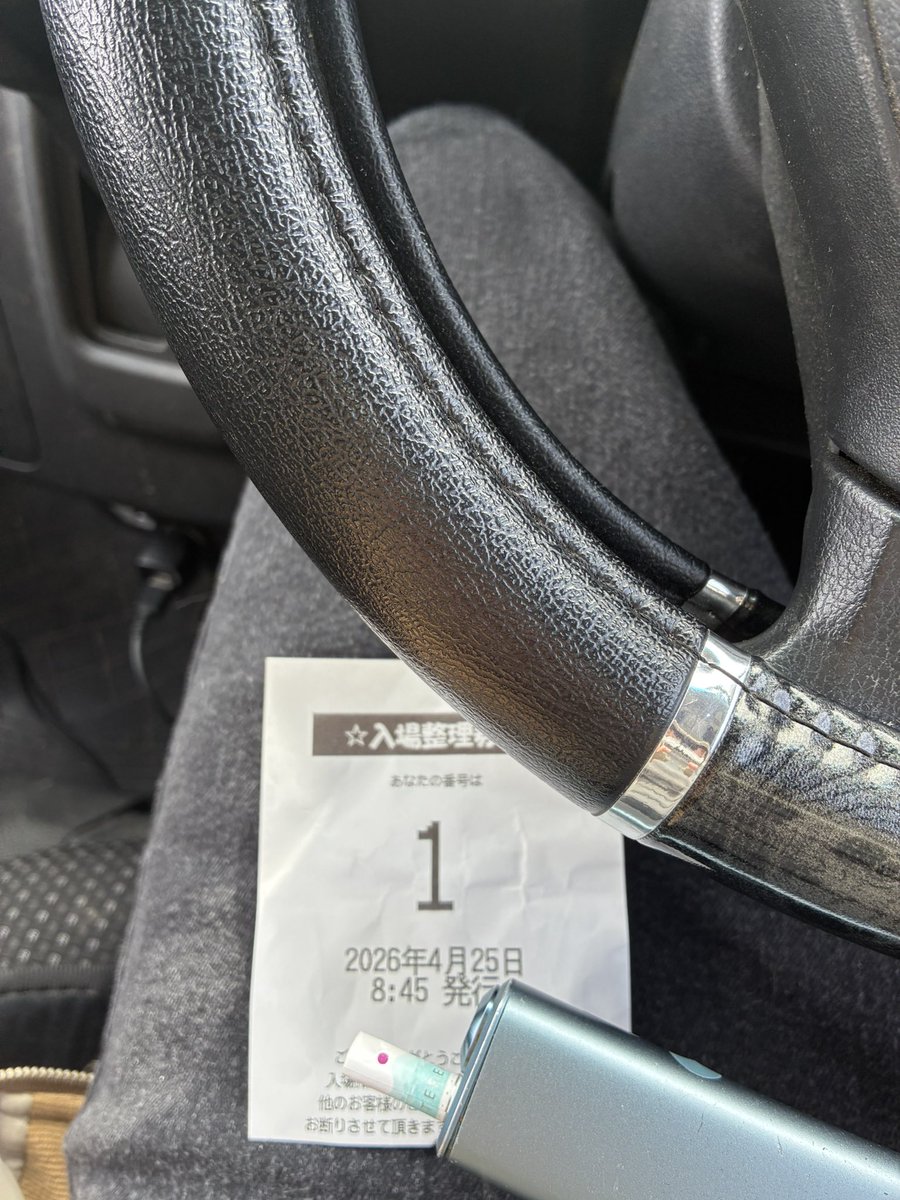 ☆入場整理券
あなたの番号は
1
2026年4月25日
8:45 発行
他のお客様の
お断りさせて頂きます